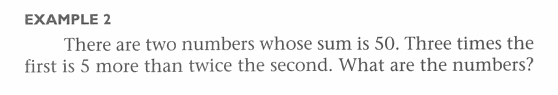 EXAMPLE 2
There are two numbers whose sum is 50. Three times the
first is 5 more than twice the second. What are the numbers?